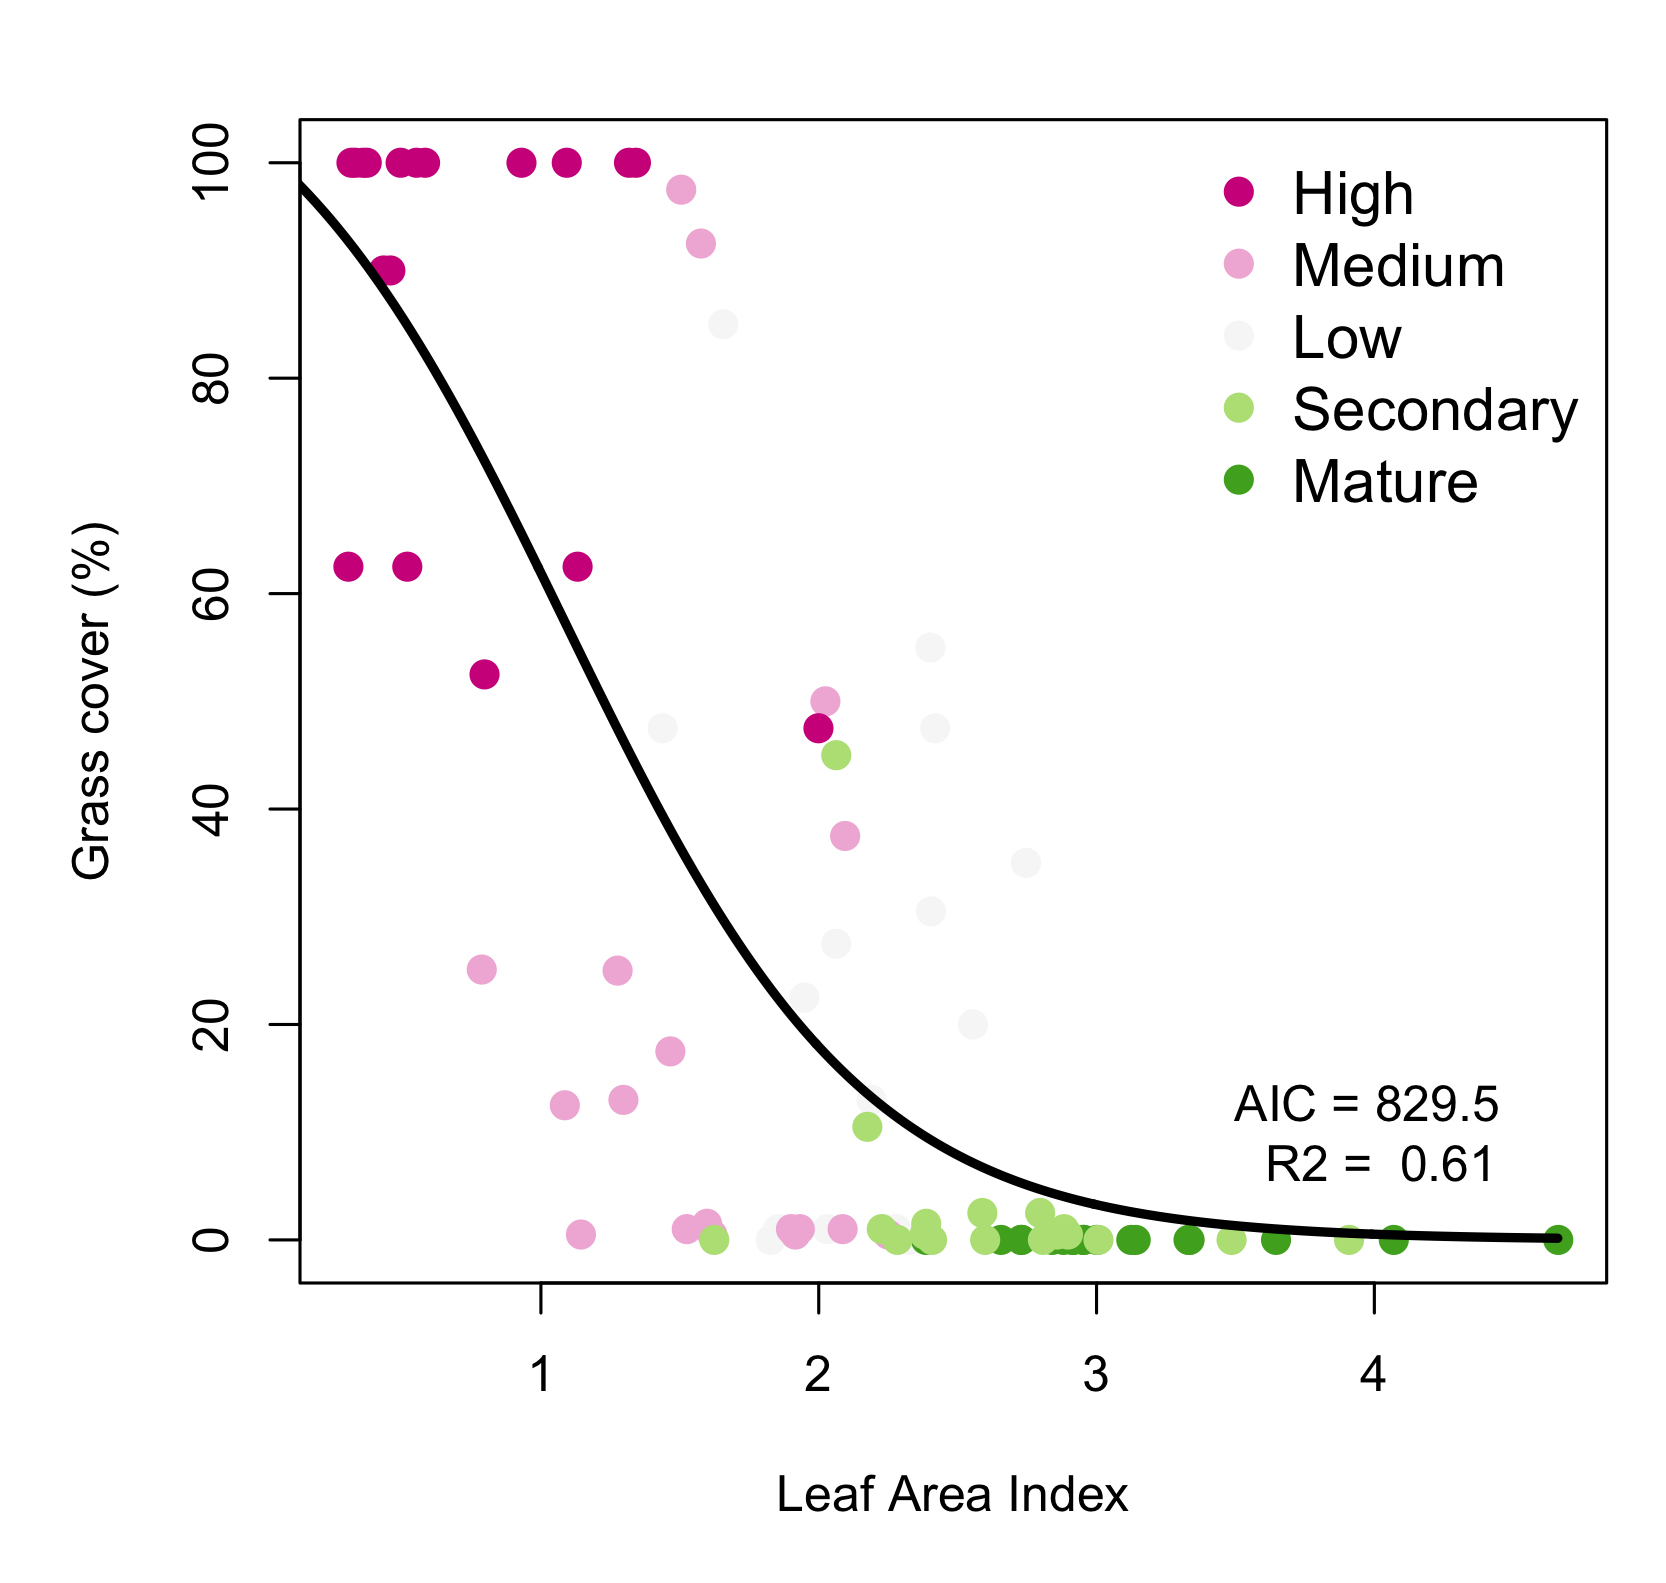 100
80
60
40
20
0
Grass cover (%)
High
Medium
Low
Secondary
Mature
AIC = 829.5
R2 = 0.61
1 2 3 4
Leaf Area Index